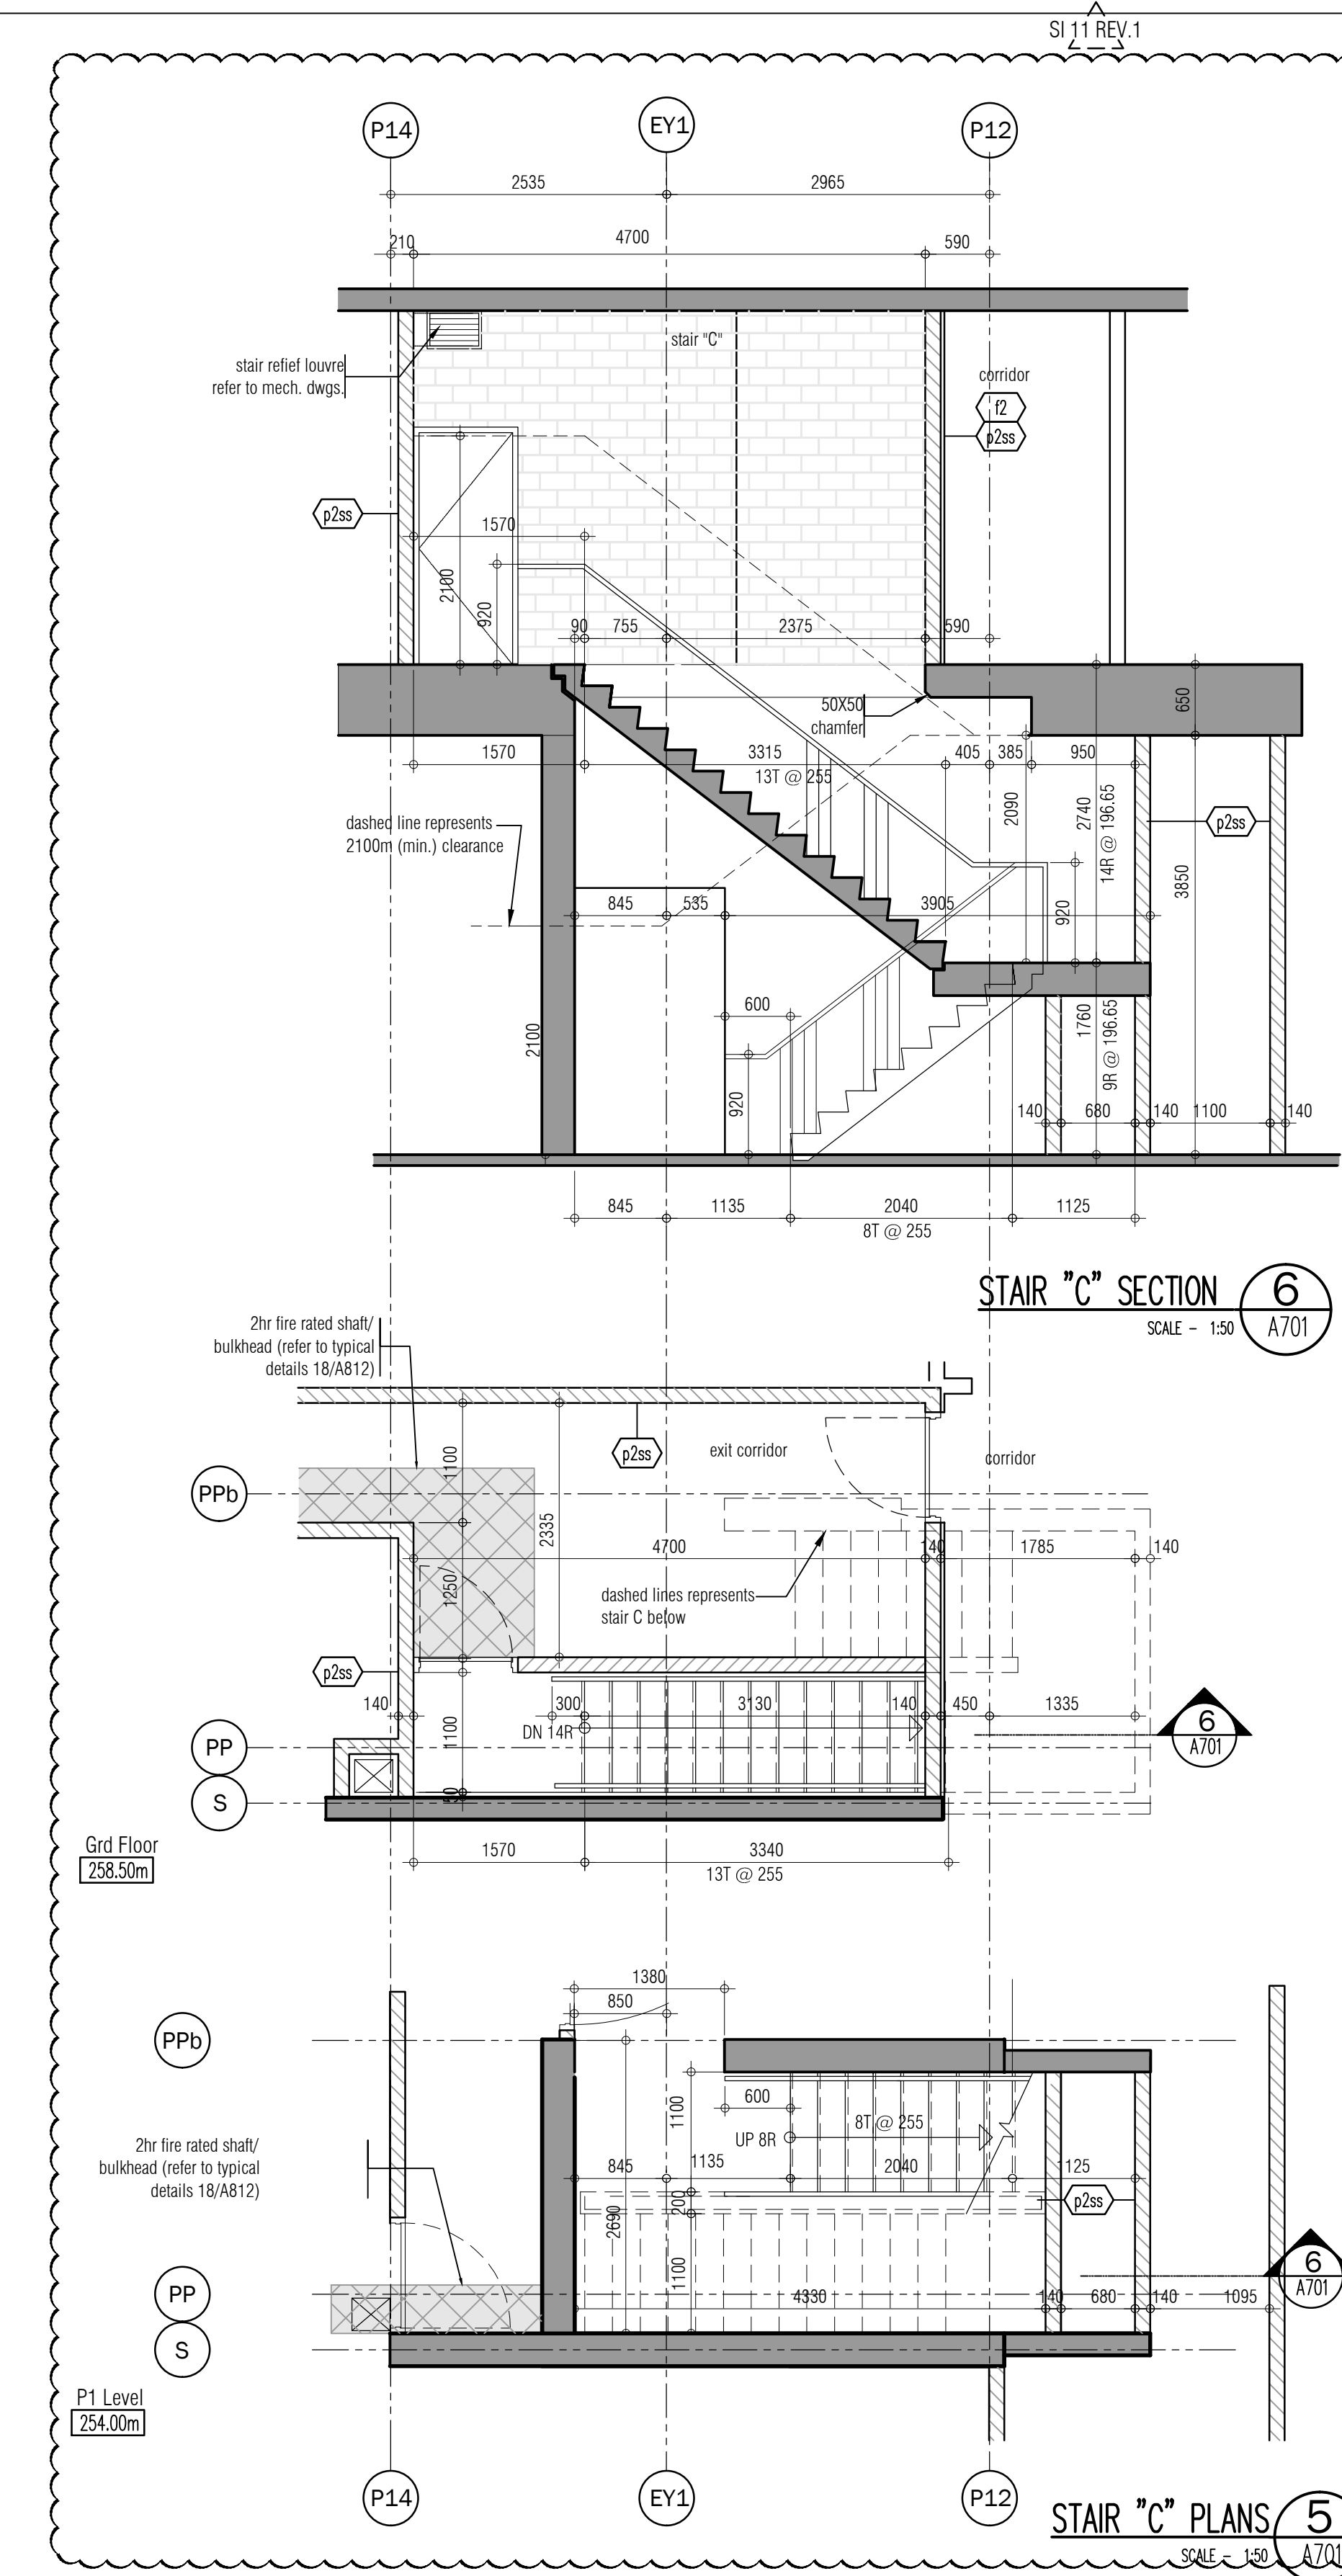 SI 11 REV.1
P14
EY1
P12
2535
2965
210
4700
590
stair "C"
stair refief louvre
refer to mech. dwgs.
corridor
f2
p2ss
p2ss
1570
2100
920
90
755
2375
590
50X50
chamfer
650
1570
3315
405
385
950
13T @ 255
2090
2740
14R @ 196.65
dashed line represents
2100m (min.) clearance
p2ss
3850
845
535
3905
920
600
2100
1760
9R @ 196.65
920
140
680
140
1100
140
845
1135
2040
1125
8T @ 255
STAIR "C" SECTION
6
SCALE - 1:50
A701
2hr fire rated shaft/
bulkhead (refer to typical
details 18/A812)
p2ss
exit corridor
corridor
1100
PPb
2335
4700
140
1785
140
1250
dashed lines represents
stair C below
p2ss
140
300
3130
140
450
1335
DN 14R
1100
6
A701
PP
S
50
Grd Floor
258.50m
1570
3340
13T @ 255
1380
850
PPb
600
1100
8T @ 255
UP 8R
2hr fire rated shaft/
bulkhead (refer to typical
details 18/A812)
845
1135
2040
1125
p2ss
200
2690
1100
6
A701
PP
4330
140
680
140
1095
S
P1 Level
254.00m
P14
EY1
P12
STAIR "C" PLANS
5
SCALE - 1:50
A701